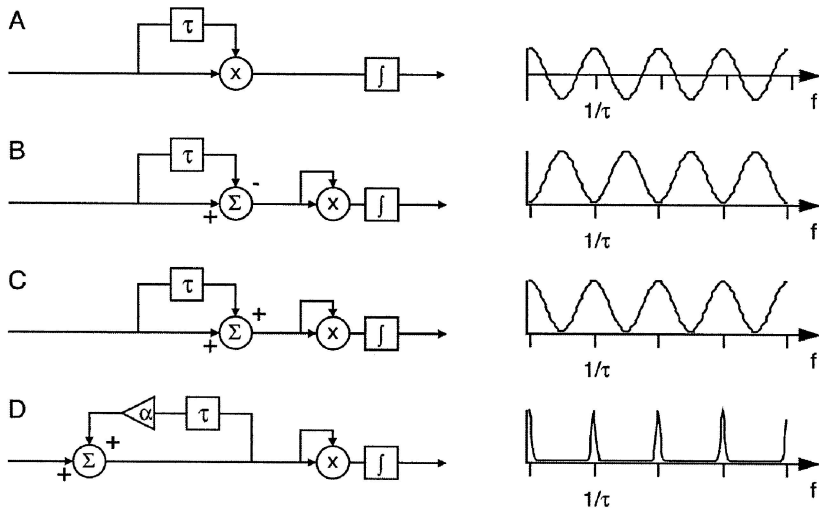 A
τ
x
∫
1/τ
f
B
τ
-
+
Σ
x
∫
1/τ
f
C
τ
+
+
Σ
x
∫
1/τ
f
D
α
τ
+
+
Σ
x
∫
1/τ
f